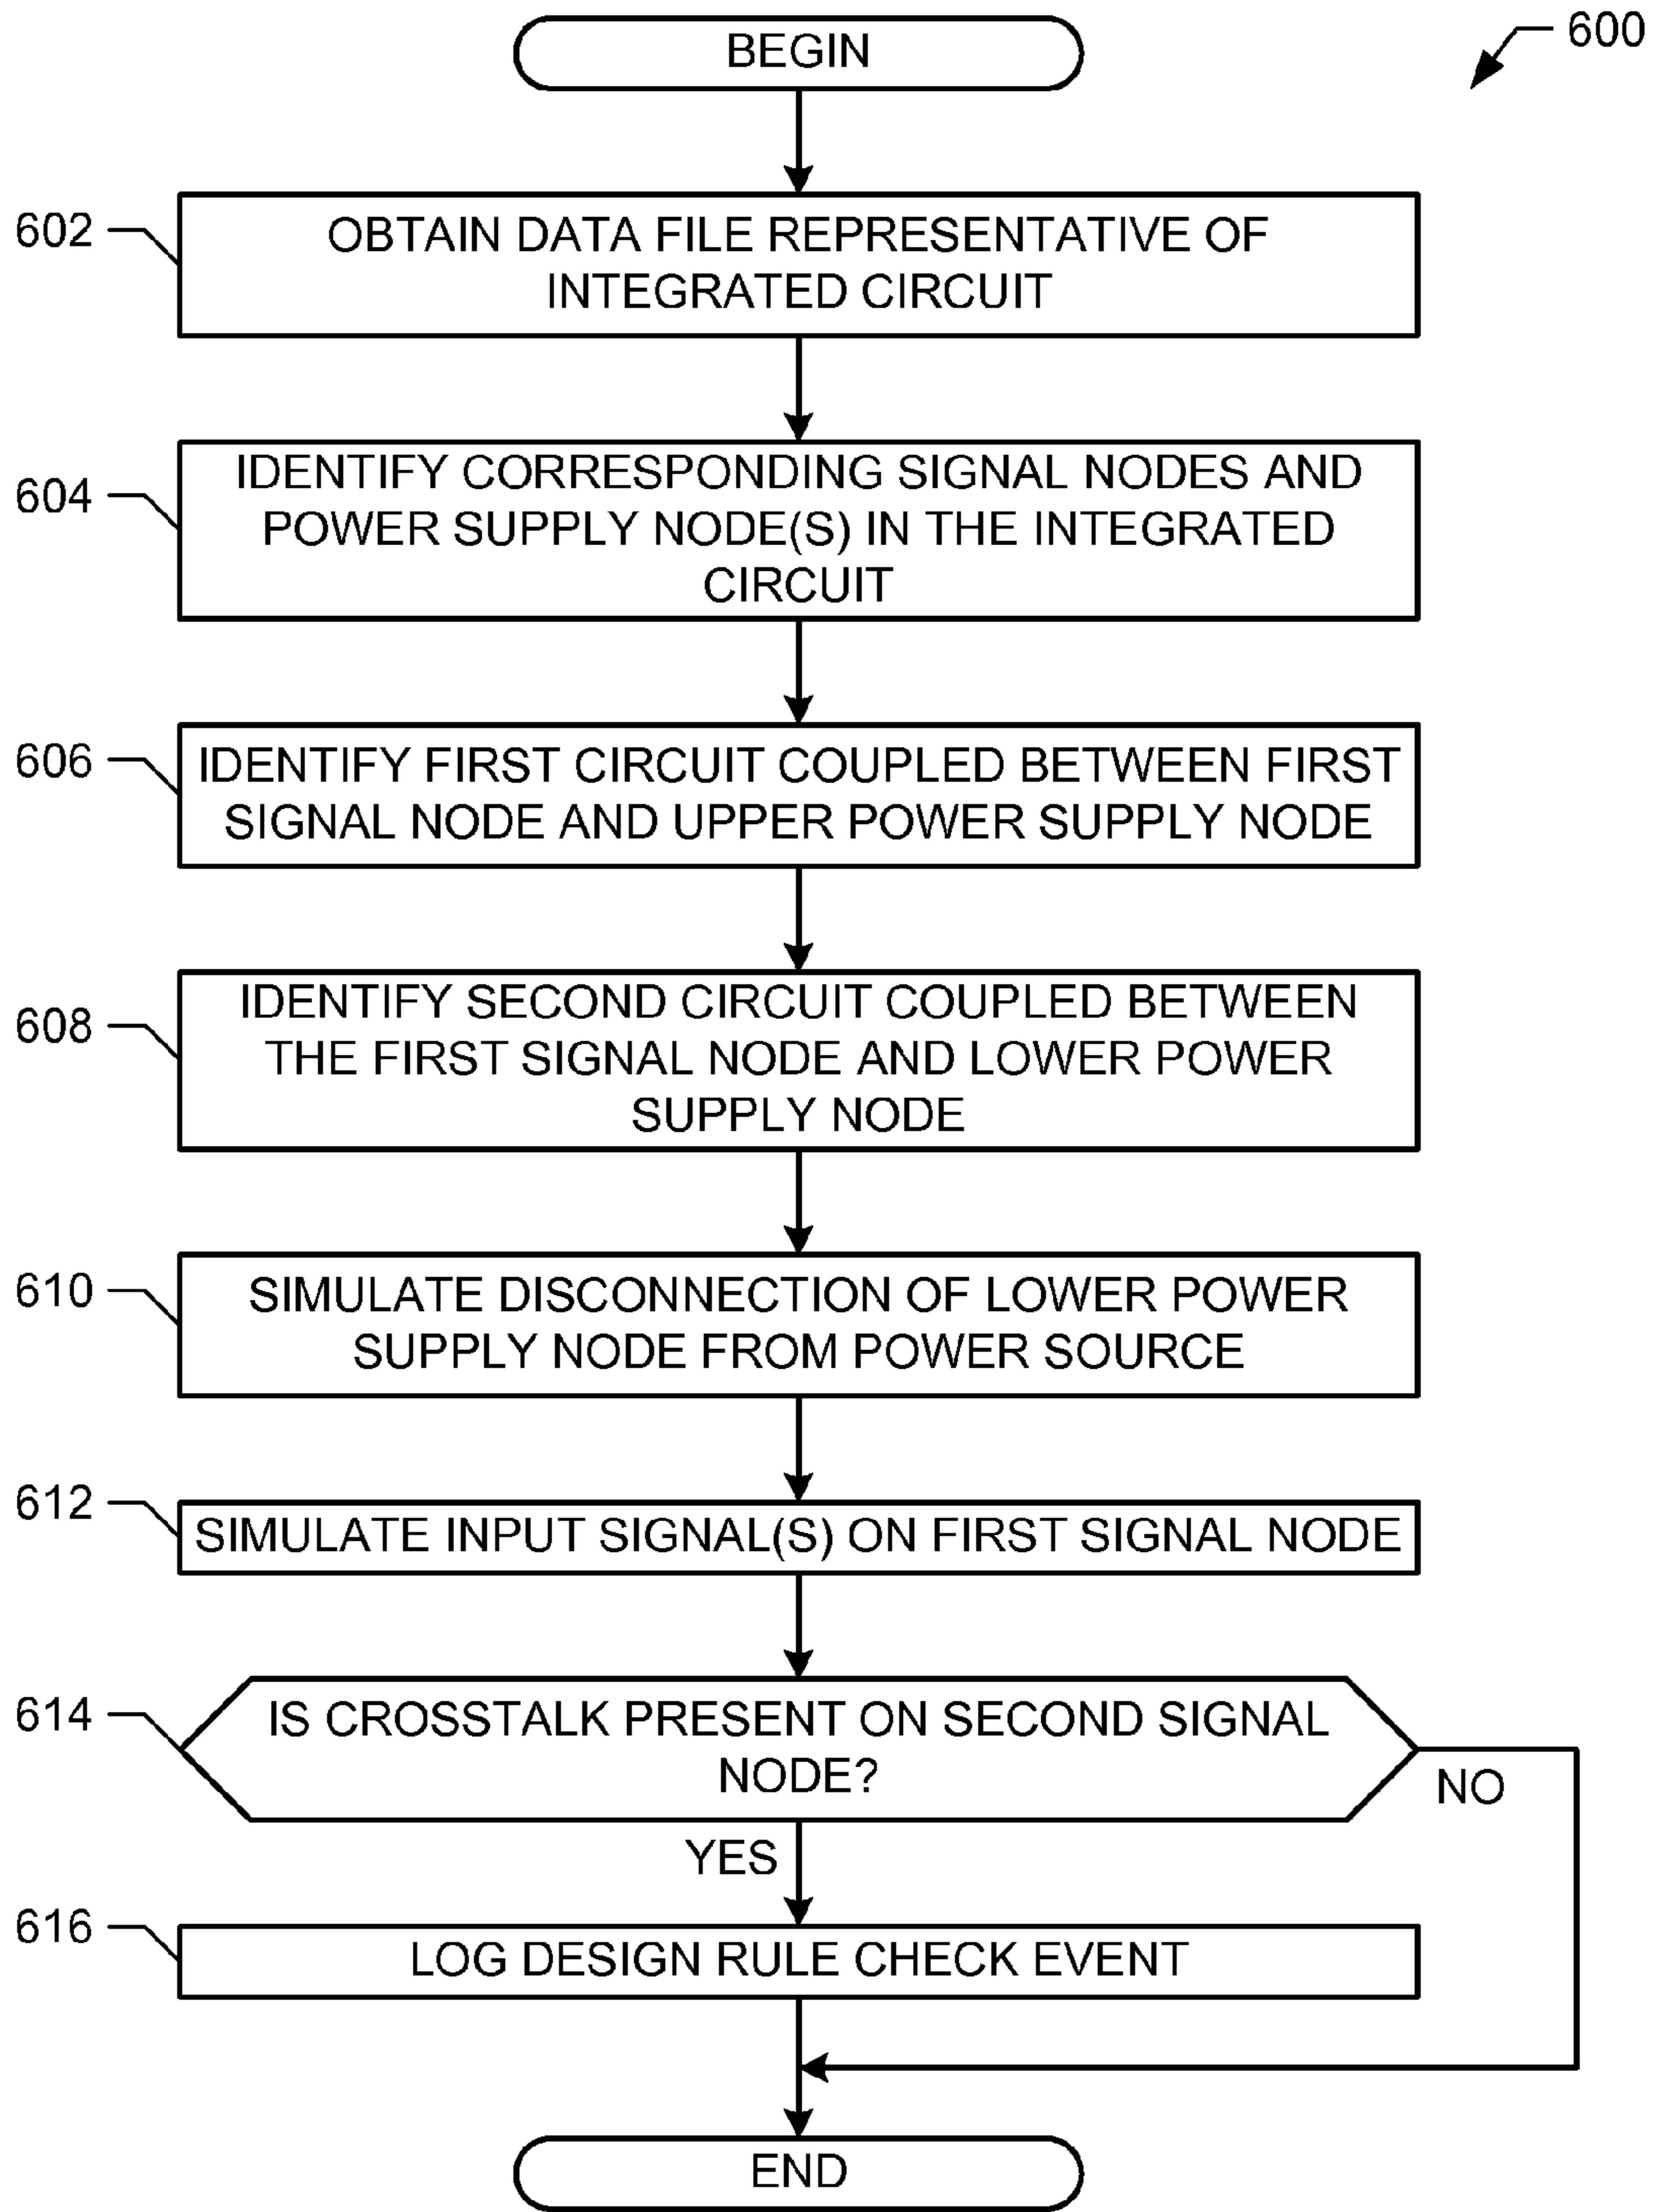 BEGIN
600
602
OBTAIN DATA FILE REPRESENTATIVE OF
INTEGRATED CIRCUIT
604
IDENTIFY CORRESPONDING SIGNAL NODES AND
POWER SUPPLY NODE(S) IN THE INTEGRATED
CIRCUIT
606
IDENTIFY FIRST CIRCUIT COUPLED BETWEEN FIRST
SIGNAL NODE AND UPPER POWER SUPPLY NODE
608
IDENTIFY SECOND CIRCUIT COUPLED BETWEEN
THE FIRST SIGNAL NODE AND LOWER POWER
SUPPLY NODE
610
SIMULATE DISCONNECTION OF LOWER POWER
SUPPLY NODE FROM POWER SOURCE
612
SIMULATE INPUT SIGNAL(S) ON FIRST SIGNAL NODE
614
IS CROSSTALK PRESENT ON SECOND SIGNAL
NODE?
NO
YES
616
LOG DESIGN RULE CHECK EVENT
END